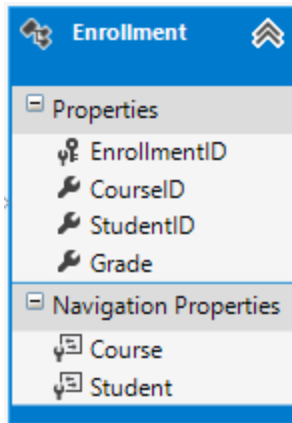 Enrollment
Properties
EnrollmentID
CourseID
StudentID
Grade
Navigation Properties
Course
Student